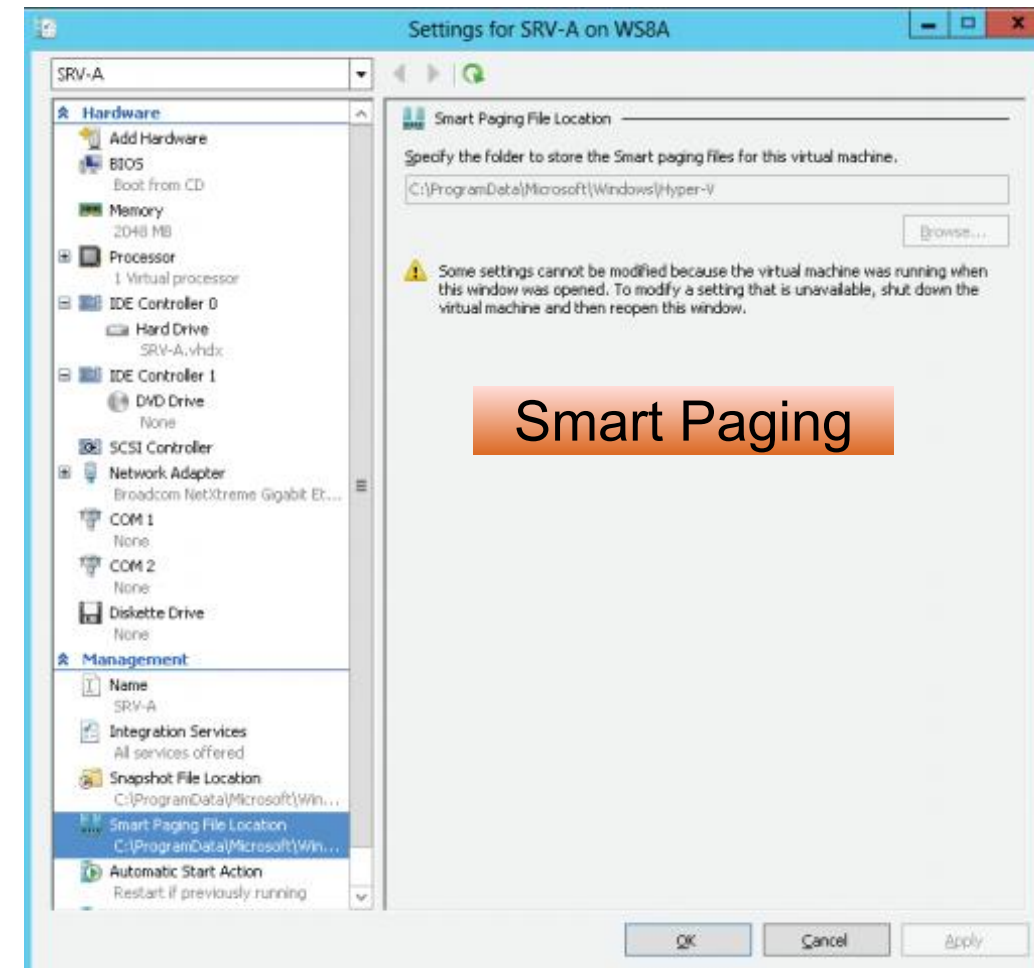 Settings for SRV-A on WS8A
SRV-A
Hardware
Add Hardware
BIOS
Boot from CD
Memory
2048 MB
Processor
1 Virtual processor
IDE Controller 0
Hard Drive
SRV-A.vhdx
IDE Controller 1
DVD Drive
None
SCSI Controller
Network Adapter
Broadcom NetXtreme Gigabit Et...
COM 1
None
COM 2
None
Diskette Drive
None
Management
Name
SRV-A
Integration Services
All services offered
Snapshot File Location
C:\ProgramData\Microsoft\Win...
Smart Paging File Location
C:\ProgramData\Microsoft\Win...
Automatic Start Action
Restart if previously running
Smart Paging File Location
Specify the folder to store the Smart paging files for this virtual machine.
C:\ProgramData\Microsoft\Windows\Hyper-V
Browse...
Some settings cannot be modified because the virtual machine was running when
this window was opened. To modify a setting that is unavailable, shut down the
virtual machine and then reopen this window.
Smart Paging
OK
Cancel
Apply